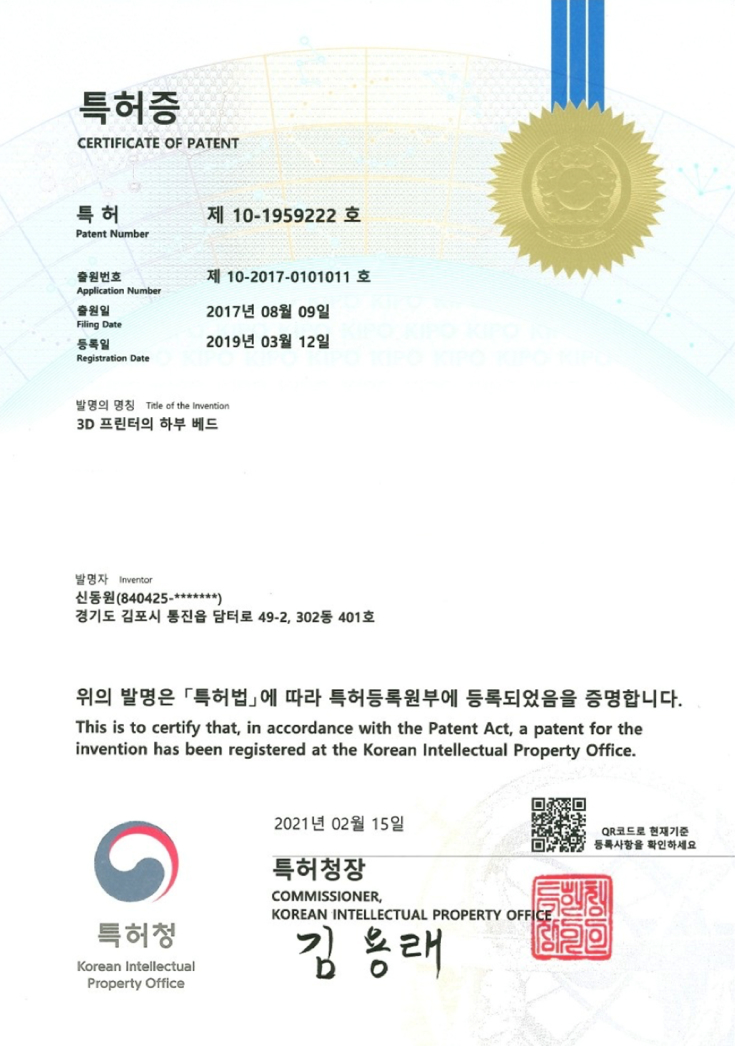 특허증
CERTIFICATE OF PATENT
특 허
Patent Number
제 10-1959222 호
출원번호
Application Number
제 10-2017-0101011 호
출원일
Filing Date
2017년 08월 09일
등록일
Registration Date
2019년 03월 12일
발명의 명칭 Title of the Invention
3D 프린터의 하부 베드
발명자 Inventor
신동원(840425-*******)
경기도 김포시 통진읍 담터로 49-2, 302동 401호
위의 발명은 「특허법」에 따라 특허등록원부에 등록되었음을 증명합니다.
This is to certify that, in accordance with the Patent Act, a patent for the
invention has been registered at the Korean Intellectual Property Office.
2021년 02월 15일
QR코드로 현재기준
등록사항을 확인하세요
특허청장
COMMISSIONER,
KOREAN INTELLECTUAL PROPERTY OFFICE
김용래
특허청
Korean Intellectual
Property Office
KIPO KIPO KIPO KIPO
KIPO KIPO KIPO KIPO KIPO KIPO